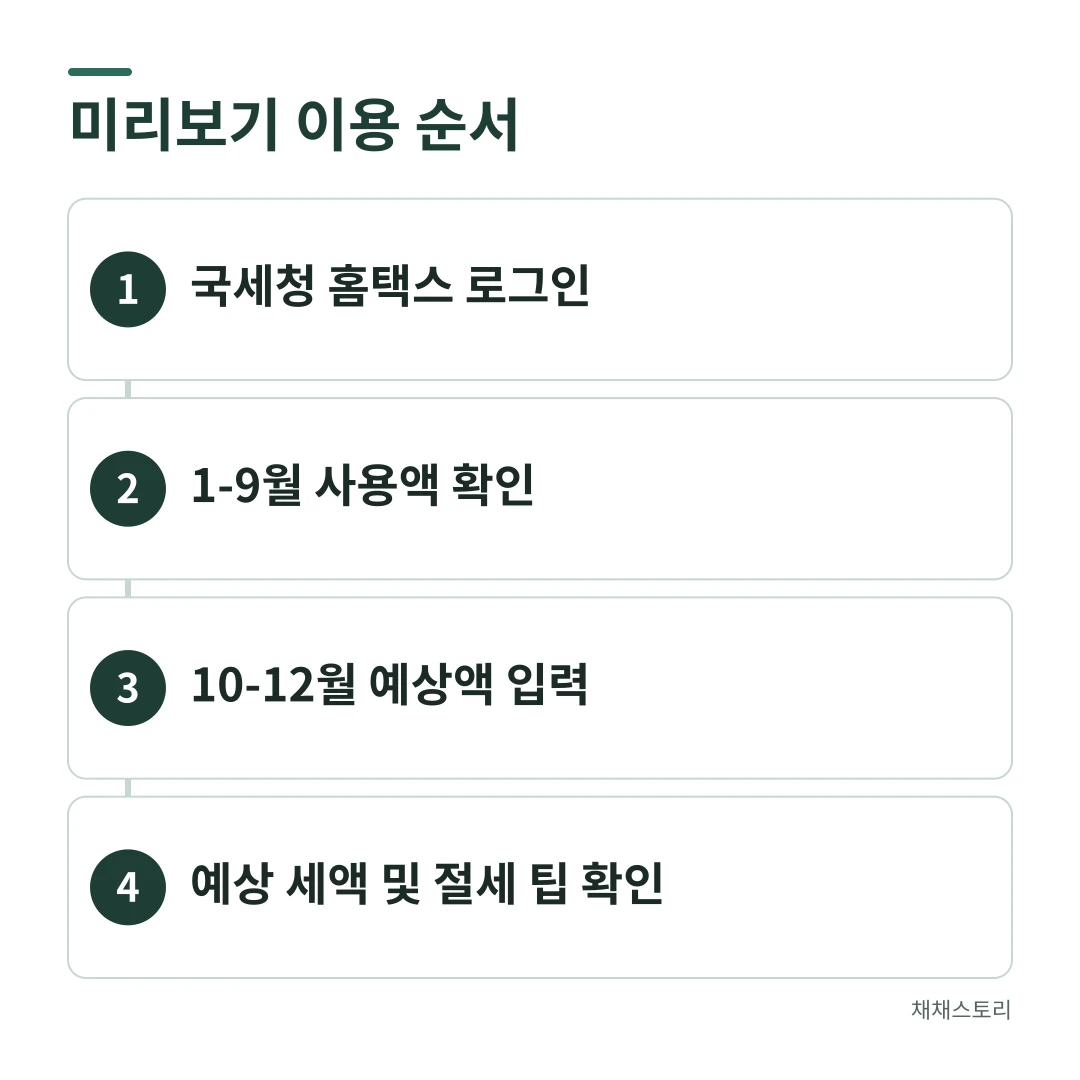 미리보기 이용 순서
1 국세청 홈택스 로그인
2 1-9월 사용액 확인
3 10-12월 예상액 입력
4 예상 세액 및 절세 팁 확인
채채스토리